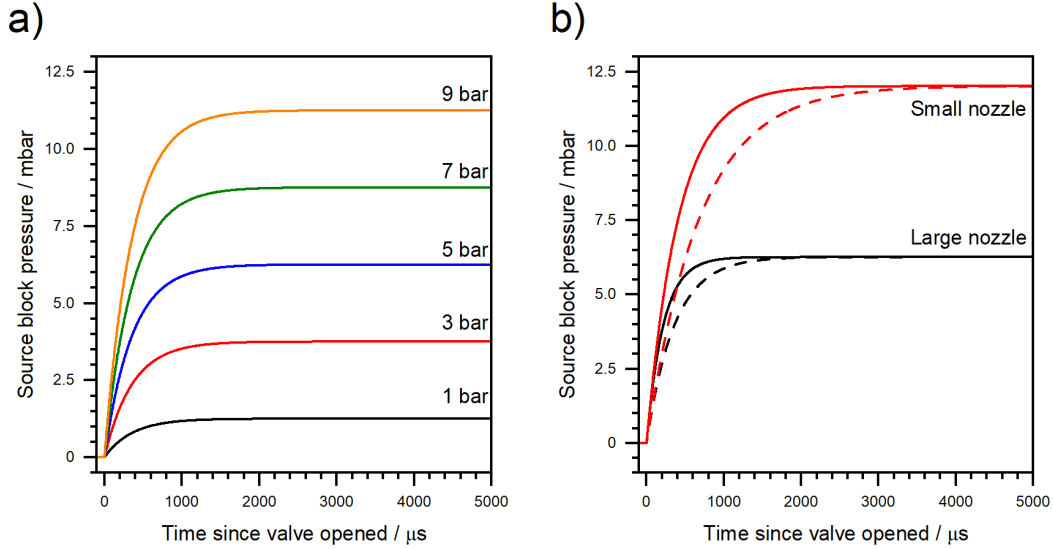 a)
12.5
10.0
7.5
5.0
2.5
0
Source block pressure / mbar
9 bar
7 bar
5 bar
3 bar
1 bar
0
1000
2000
3000
4000
5000
Time since valve opened / μs
b)
12.5
10.0
7.5
5.0
2.5
0
Source block pressure / mbar
Small nozzle
Large nozzle
0
1000
2000
3000
4000
5000
Time since valve opened / μs